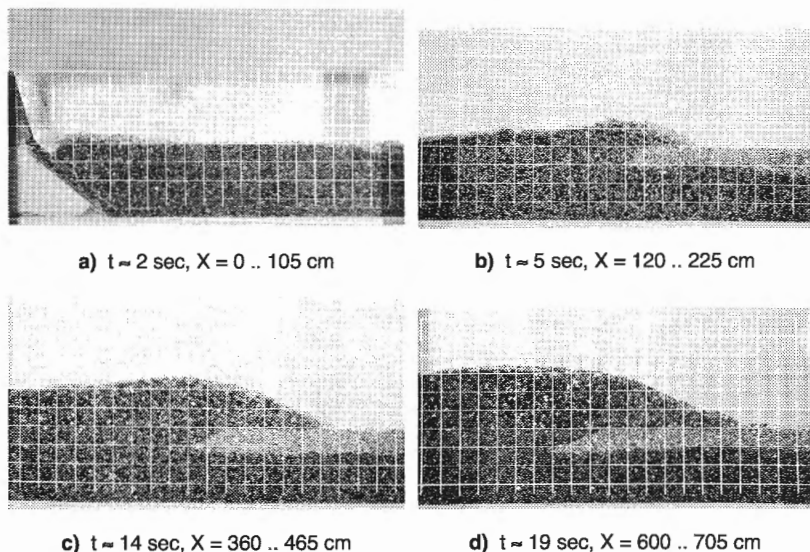 a) t ≈ 2 sec, X = 0 .. 105 cm
b) t ≈ 5 sec, X = 120 .. 225 cm
c) t ≈ 14 sec, X = 360 .. 465 cm
d) t ≈ 19 sec, X = 600 .. 705 cm